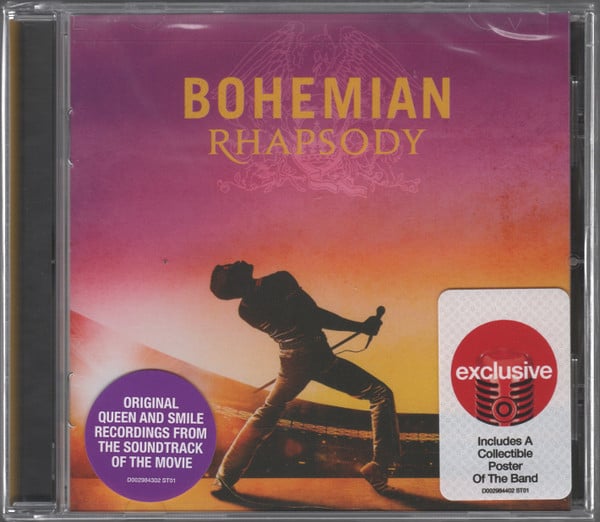 BOHEMIAN
RHAPSODY
ORIGINAL
QUEEN AND SMILE
RECORDINGS FROM
THE SOUNDTRACK
OF THE MOVIE
D002984302 ST01
exclusive
Includes A
Collectible
Poster
Of The Band
D002984402 ST01